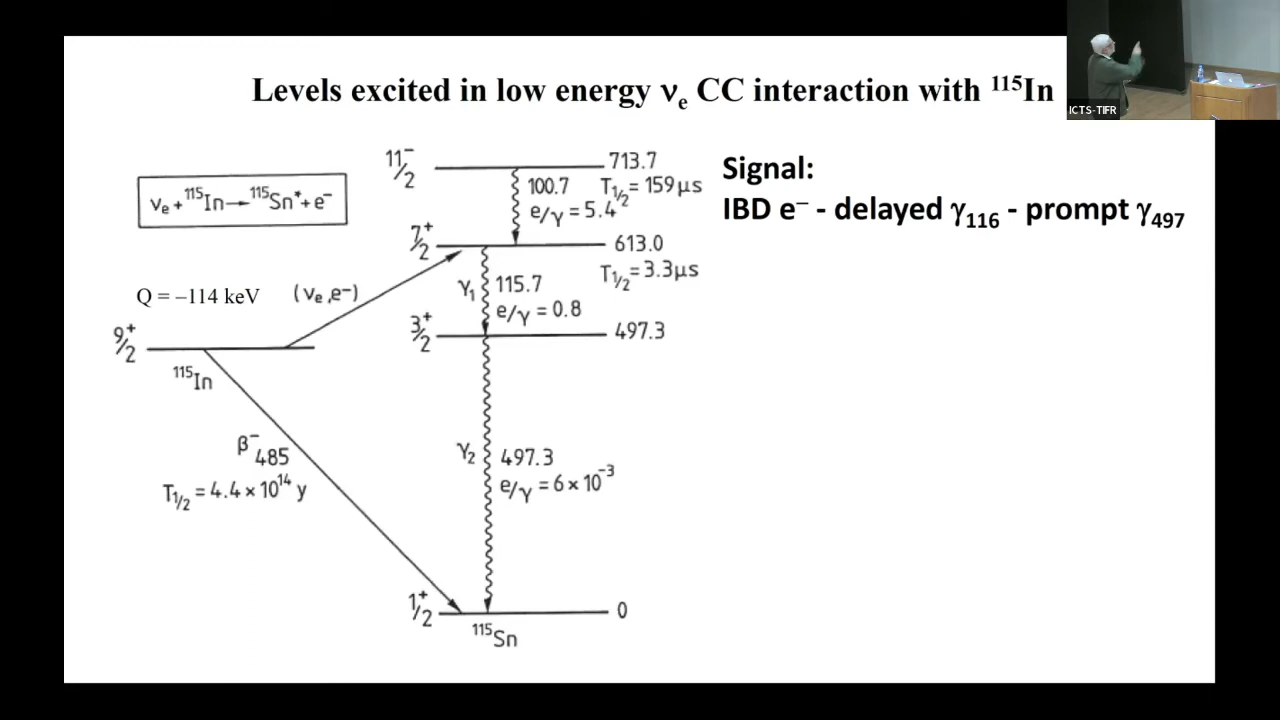 Levels excited in low energy νₑ CC interaction with ¹¹⁵In
ICTS-TIFR
Signal:
IBD e⁻ - delayed γ₁₁₆ - prompt γ₄₉₇
νₑ + ¹¹⁵In → ¹¹⁵Sn* + e⁻
11/2⁻
713.7
100.7
T₁/₂ = 159 μs
e/γ = 5.4
7/2⁺
613.0
T₁/₂ = 3.3 μs
Q = –114 keV
(νₑ,e⁻)
γ₁
115.7
e/γ = 0.8
3/2⁺
497.3
9/2⁺
¹¹⁵In
β⁻ 485
T₁/₂ = 4.4 × 10¹⁴ y
γ₂
497.3
e/γ = 6 × 10⁻³
1/2⁺
0
¹¹⁵Sn